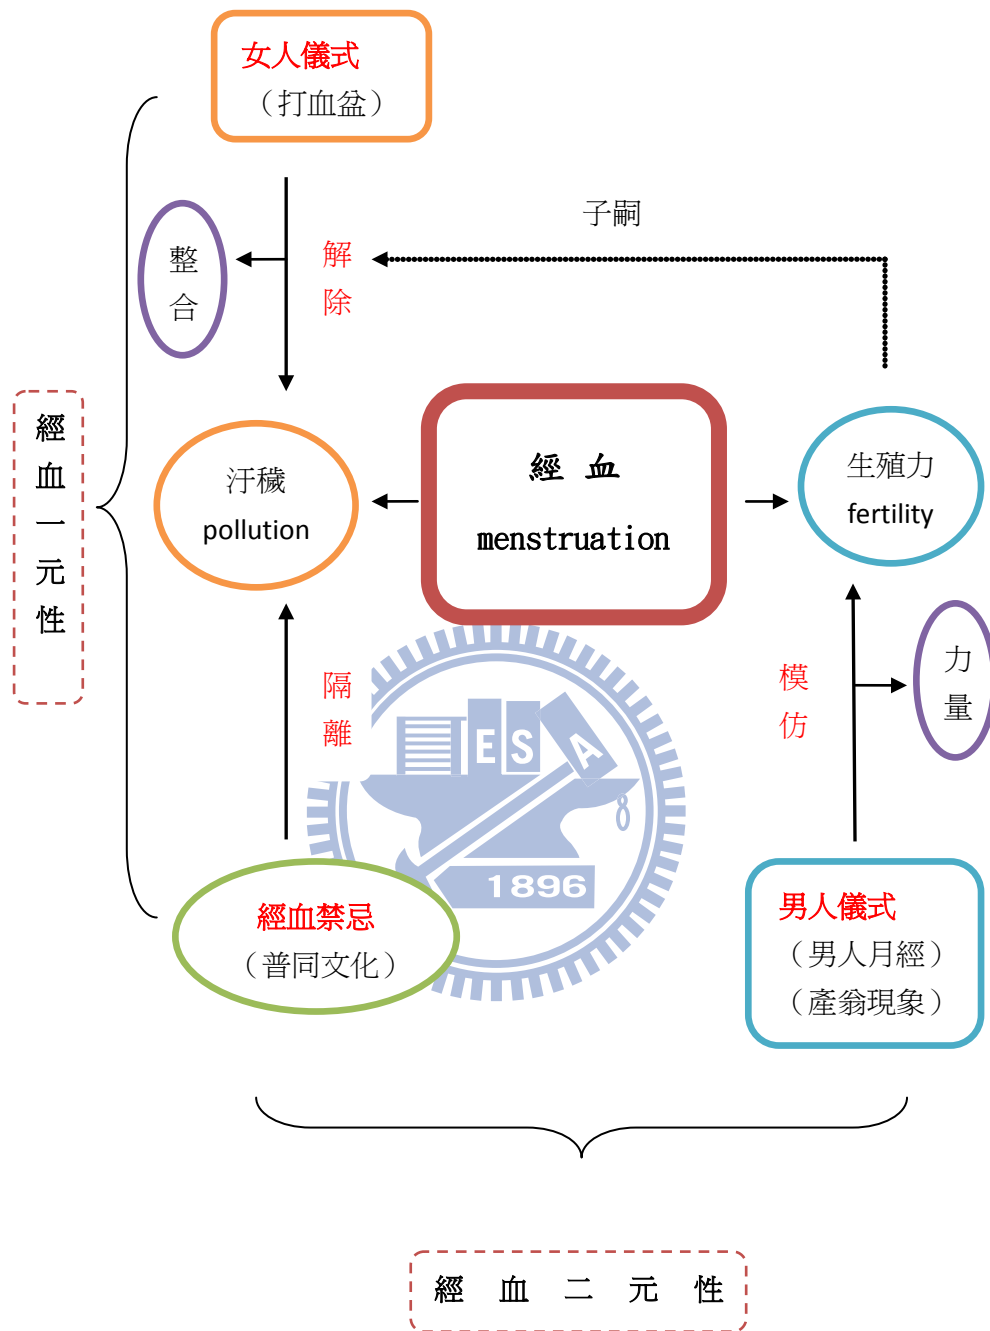 女人儀式
（打血盆）
子嗣
整
合
解
除
經
血
一
元
性
汙穢
pollution
經 血
menstruation
生殖力
fertility
隔
離
模
仿
力
量
E S A
1896
經血禁忌
（普同文化）
男人儀式
（男人月經）
（產翁現象）
經 血 二 元 性